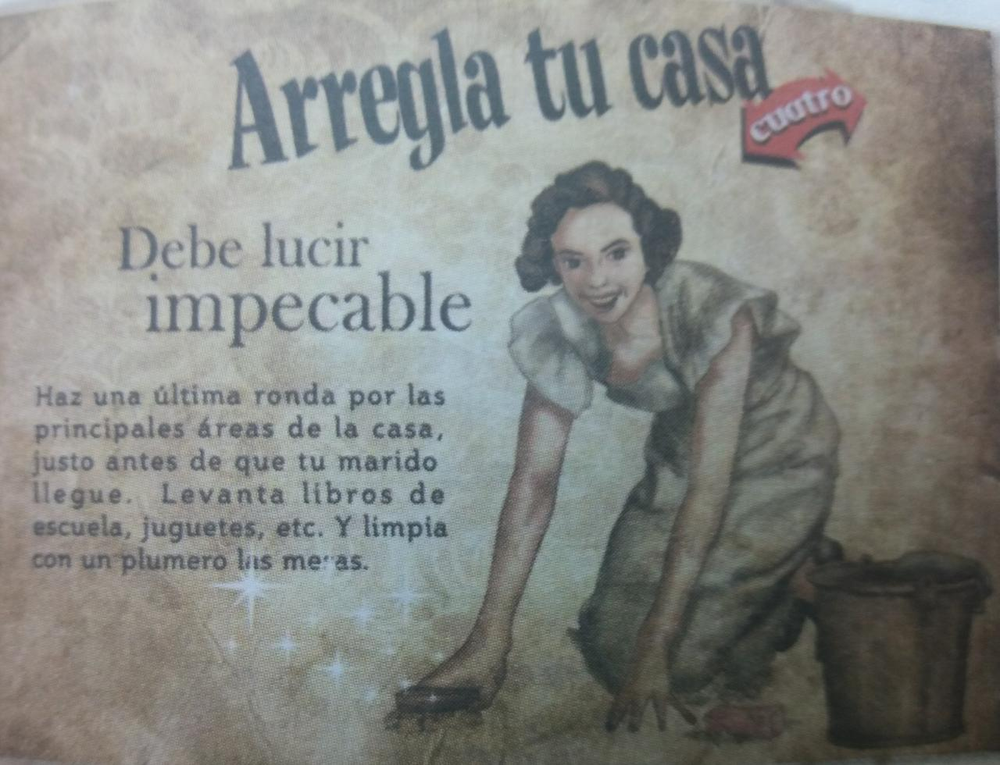 Arregla tu casa
cuatro
Debe lucir
impecable
Haz una última ronda por las
principales áreas de la casa,
justo antes de que tu marido
llegue. Levanta libros de
escuela, juguetes, etc. Y limpia
con un plumero las mesas.